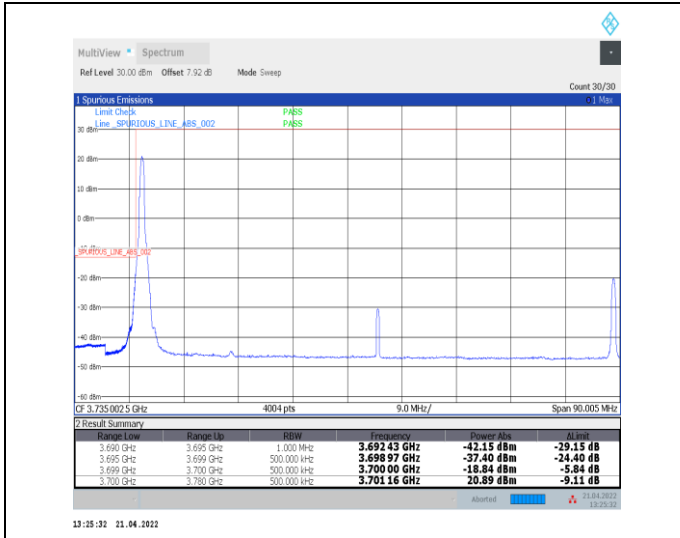 MultiView Spectrum
Ref Level 30.00 dBm Offset 7.92 dB Mode Sweep
Count 30/30
1 Spurious Emissions 1 Max
Limit Check PASS
Line _SPURIOUS_LINE_ABS_002 PASS
30 dBm
20 dBm
10 dBm
0 dBm
-10 dBm
_SPURIOUS_LINE_ABS_002
-20 dBm
-30 dBm
-40 dBm
-50 dBm
-60 dBm
CF 3.735 002 5 GHz 4004 pts 9.0 MHz/ Span 90.005 MHz
2 Result Summary
Range Low Range Up RBW Frequency Power Abs ΔLimit
3.690 GHz 3.695 GHz 1.000 MHz 3.692 43 GHz -42.15 dBm -29.15 dB
3.695 GHz 3.699 GHz 500.000 kHz 3.698 97 GHz -37.40 dBm -24.40 dB
3.699 GHz 3.700 GHz 500.000 kHz 3.700 00 GHz -18.84 dBm -5.84 dB
3.700 GHz 3.780 GHz 500.000 kHz 3.701 16 GHz 20.89 dBm -9.11 dB
Aborted 21.04.2022
13:25:32
13:25:32 21.04.2022